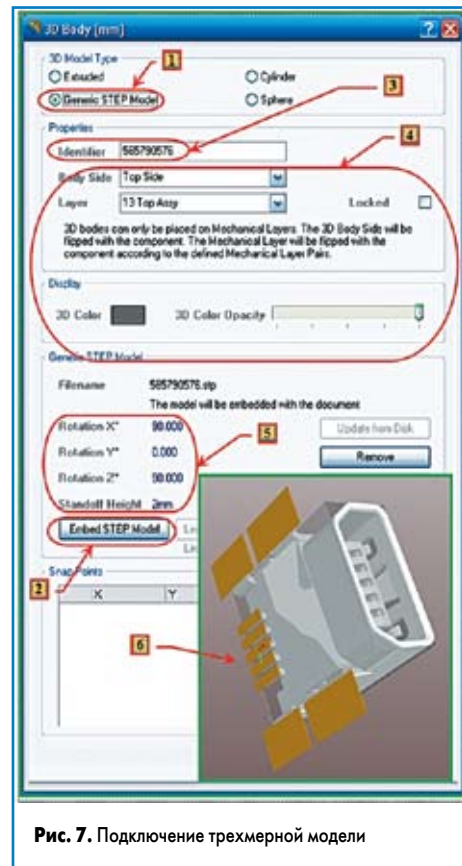 3D Body [mm]
3D Model Type
1
Extruded
Cylinder
3
Generic STEP Model
Sphere
Properties
4
Identifier 585790576
Body Side Top Side
Layer 13 Top Assy Locked
3D bodies can only be placed on Mechanical Layers. The 3D Body Side will be
flipped with the component. The Mechanical Layer will be flipped with the
component according to the defined Mechanical Layer Pairs.
Display
3D Color 3D Color Opacity
Generic STEP Model
Filename 585790576.stp
The model will be embedded with the document
Rotation X° 90.000
5
Update from Disk
Rotation Y° 0.000
Remove
Rotation Z° 90.000
Standoff Height 2mm
Embed STEP Model
2
Snap Points
X Y
6
Рис. 7. Подключение трехмерной модели